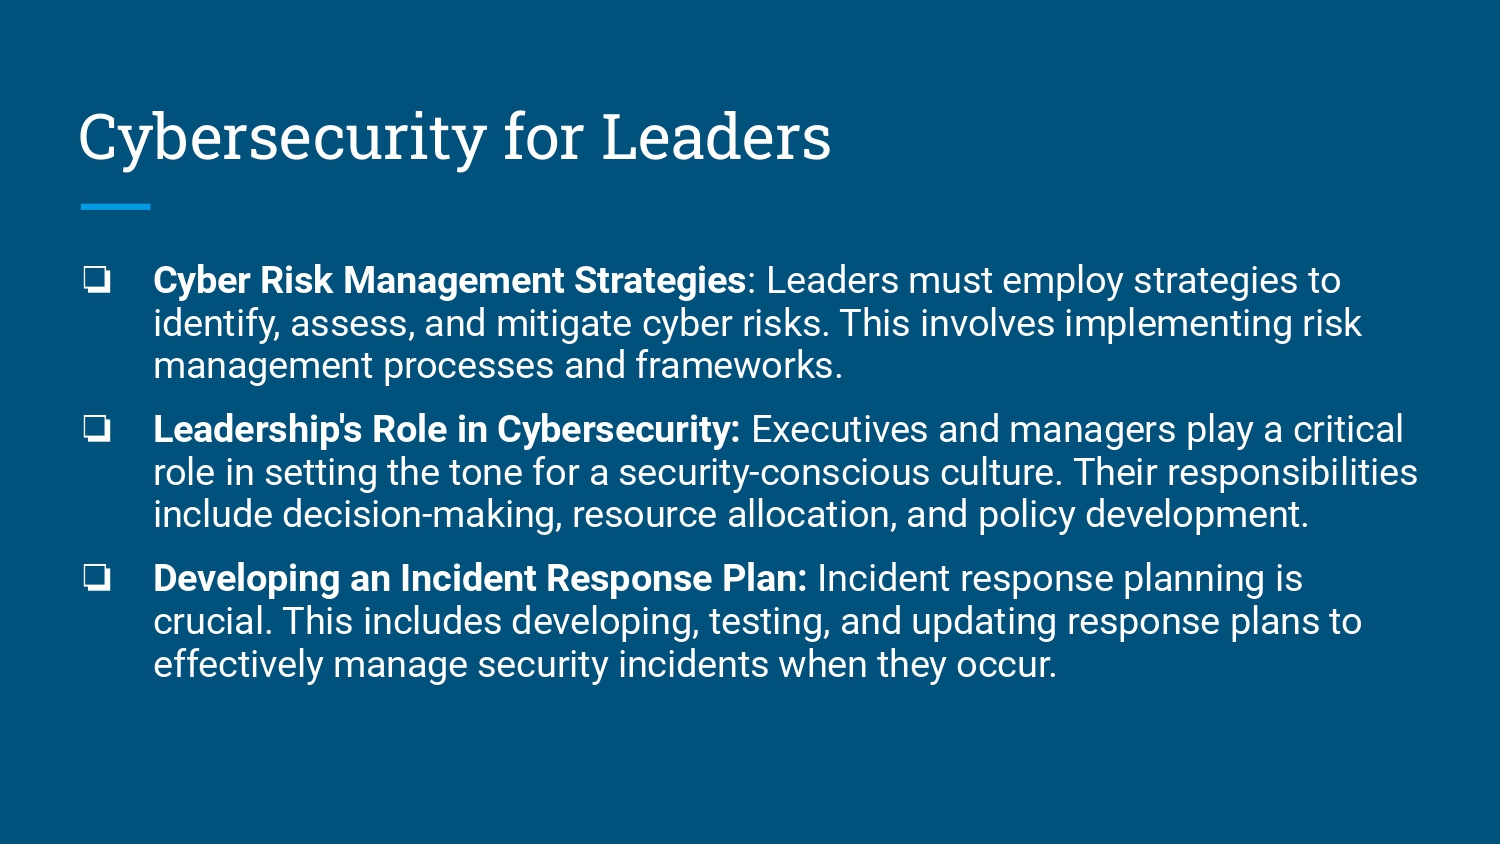 Cybersecurity for Leaders
❏ Cyber Risk Management Strategies: Leaders must employ strategies to
identify, assess, and mitigate cyber risks. This involves implementing risk
management processes and frameworks.
❏ Leadership's Role in Cybersecurity: Executives and managers play a critical
role in setting the tone for a security-conscious culture. Their responsibilities
include decision-making, resource allocation, and policy development.
❏ Developing an Incident Response Plan: Incident response planning is
crucial. This includes developing, testing, and updating response plans to
effectively manage security incidents when they occur.